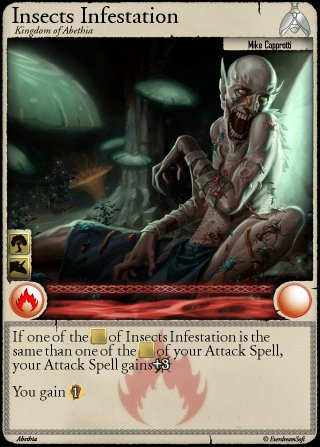 Insects Infestation
Kingdom of Abethia
Mike Capprotti
If one of the of Insects Infestation is the
same than one of the of your Attack Spell,
your Attack Spell gains +3
You gain 1
Abethia
© EverdreamSoft